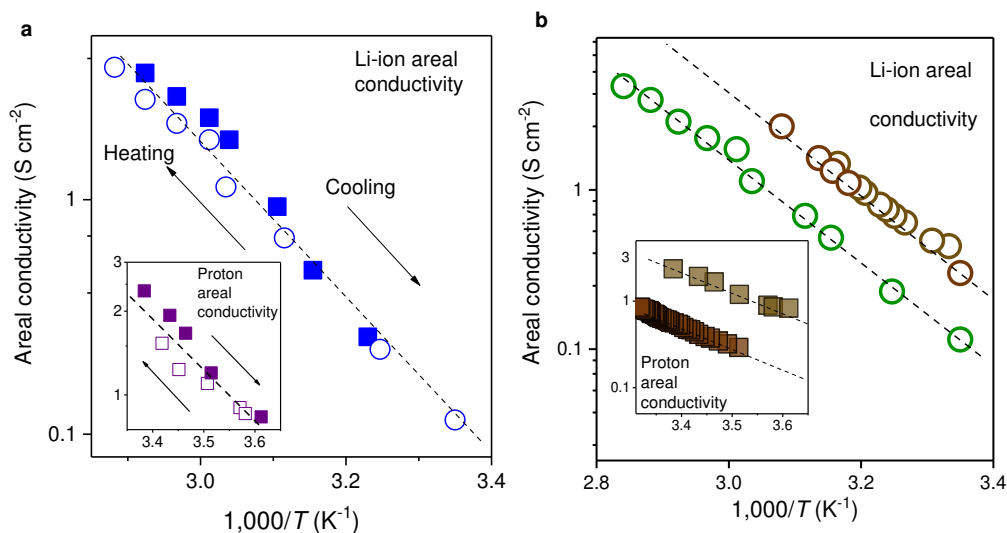 a
Li-ion areal
conductivity
Heating
Cooling
Areal conductivity (S cm⁻²)
1
0.1
3.0
3.2
3.4
1,000/T (K⁻¹)
Proton
areal
conductivity
3
2
1
3.4
3.5
3.6
b
Li-ion areal
conductivity
Areal conductivity (S cm⁻²)
1
0.1
2.8
3.0
3.2
3.4
1,000/T (K⁻¹)
3
1
0.1
Proton
areal
conductivity
3.4
3.5
3.6